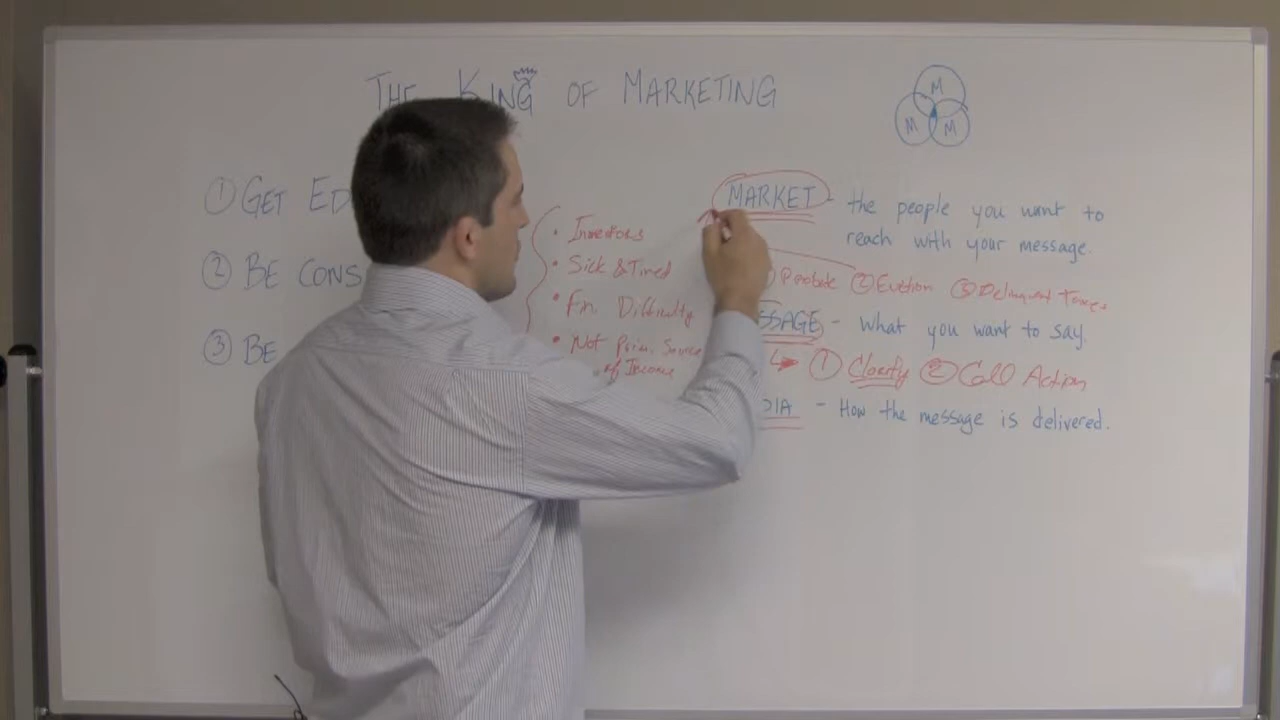 THE KING OF MARKETING
M
M M
① GET ED
② BE CONS
③ BE
• Investors
• Sick & Tired
• Fin. Difficulty
• Not Prim. Source
of Income
MARKET - the people you want to
reach with your message.
Probate ② Eviction ③ Delinquent Taxes
SSAGE - What you want to say.
① Clarify ② Call Action
DIA - How the message is delivered.